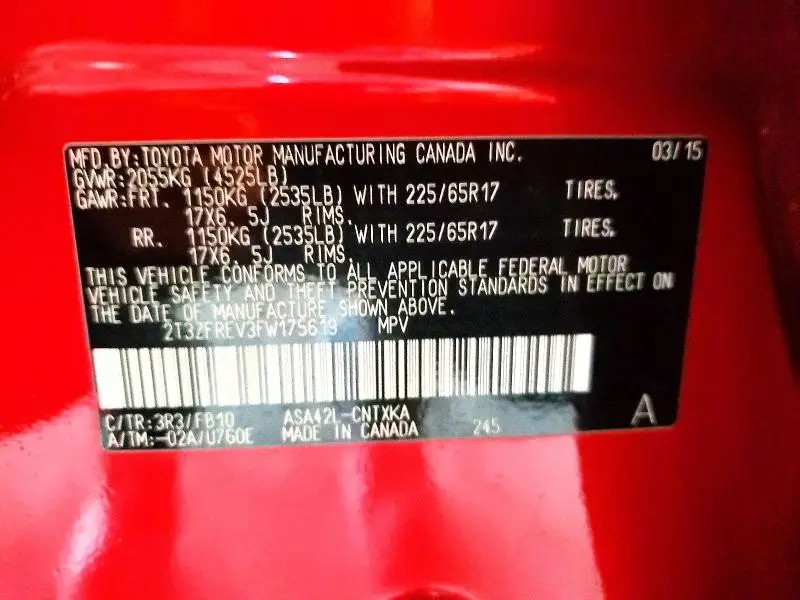 MFD.BY:TOYOTA MOTOR MANUFACTURING CANADA INC. 03/15
GVWR:2055KG (4525LB)
GAWR:FRT. 1150KG (2535LB) WITH 225/65R17 TIRES.
17X6.5J RIMS.
RR. 1150KG (2535LB) WITH 225/65R17 TIRES.
17X6.5J RIMS.
THIS VEHICLE CONFORMS TO ALL APPLICABLE FEDERAL MOTOR
VEHICLE SAFETY AND THEFT PREVENTION STANDARDS IN EFFECT ON
THE DATE OF MANUFACTURE SHOWN ABOVE.
2T3ZFREV3FW175619 MPV
C/TR:3R3/FB10 ASA42L-CNTXKA
A/TM:-02A/U760E MADE IN CANADA 245 A